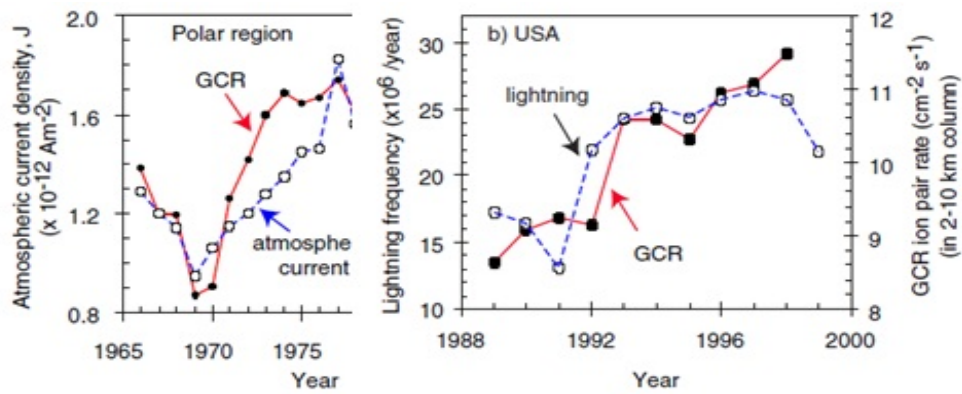 Atmospheric current density, J
(x 10-12 Am-2)
2.0
1.6
1.2
0.8
Polar region
GCR
atmosphe
current
1965
1970
1975
Year
Lightning frequency (x10⁶ /year)
30
25
20
15
10
b) USA
lightning
GCR
1988
1992
1996
2000
Year
12
11
10
9
8
GCR ion pair rate (cm-2 s-1)
(in 2-10 km column)